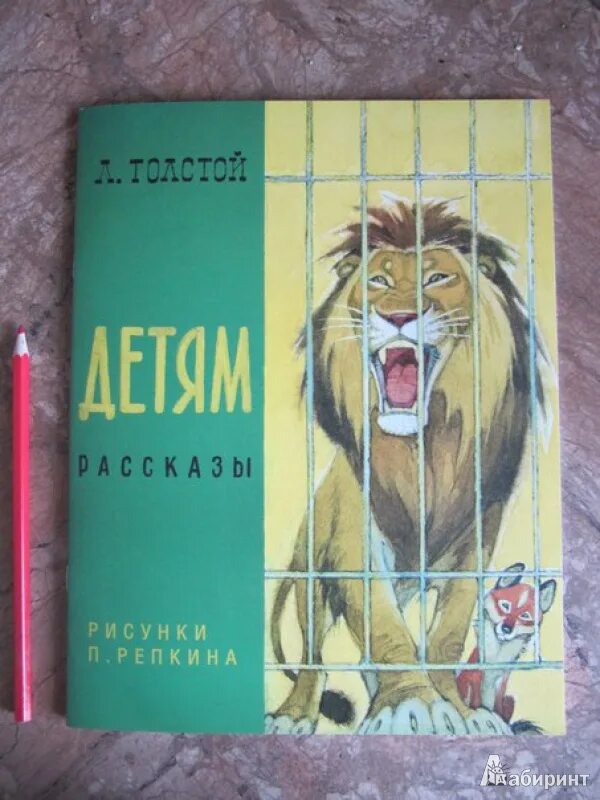 Л. ТОЛСТОЙ
ДЕТЯМ
РАССКАЗЫ
РИСУНКИ
П. РЕПКИНА
Лабиринт